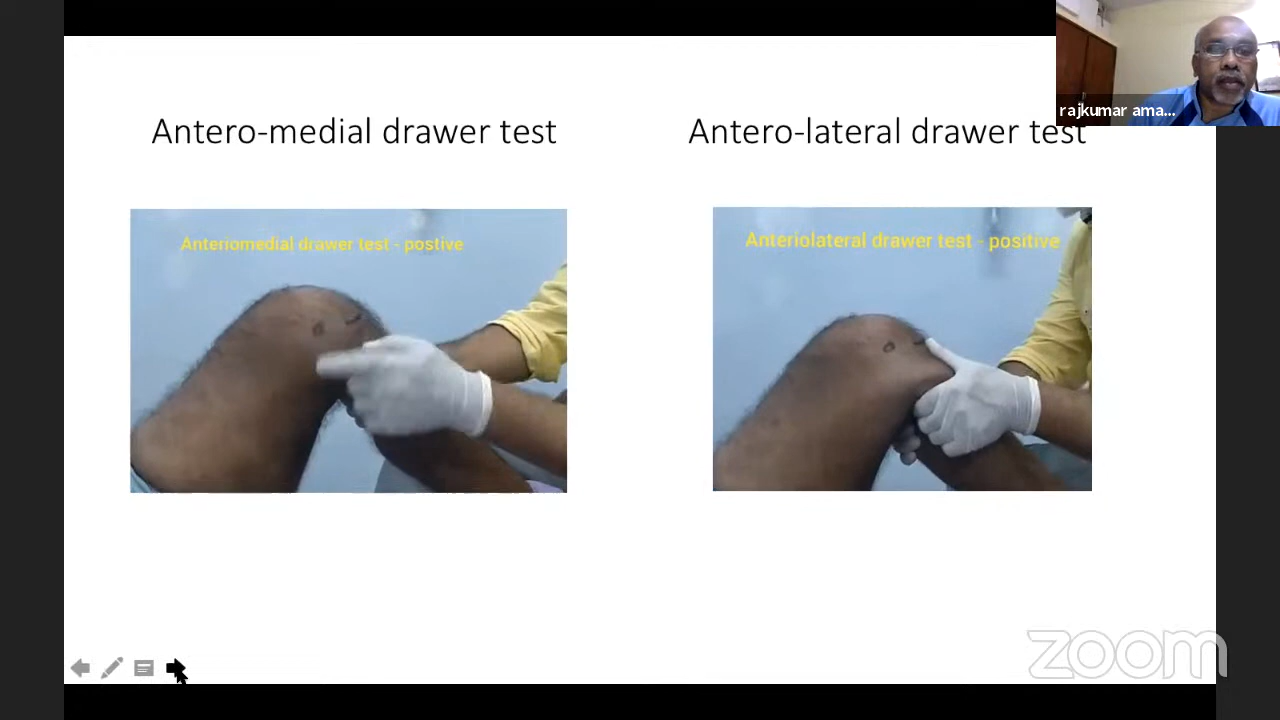 rajkumar ama...
Antero-medial drawer test
Antero-lateral drawer test
Anteriomedial drawer test - postive
Anteriolateral drawer test - positive
zoom